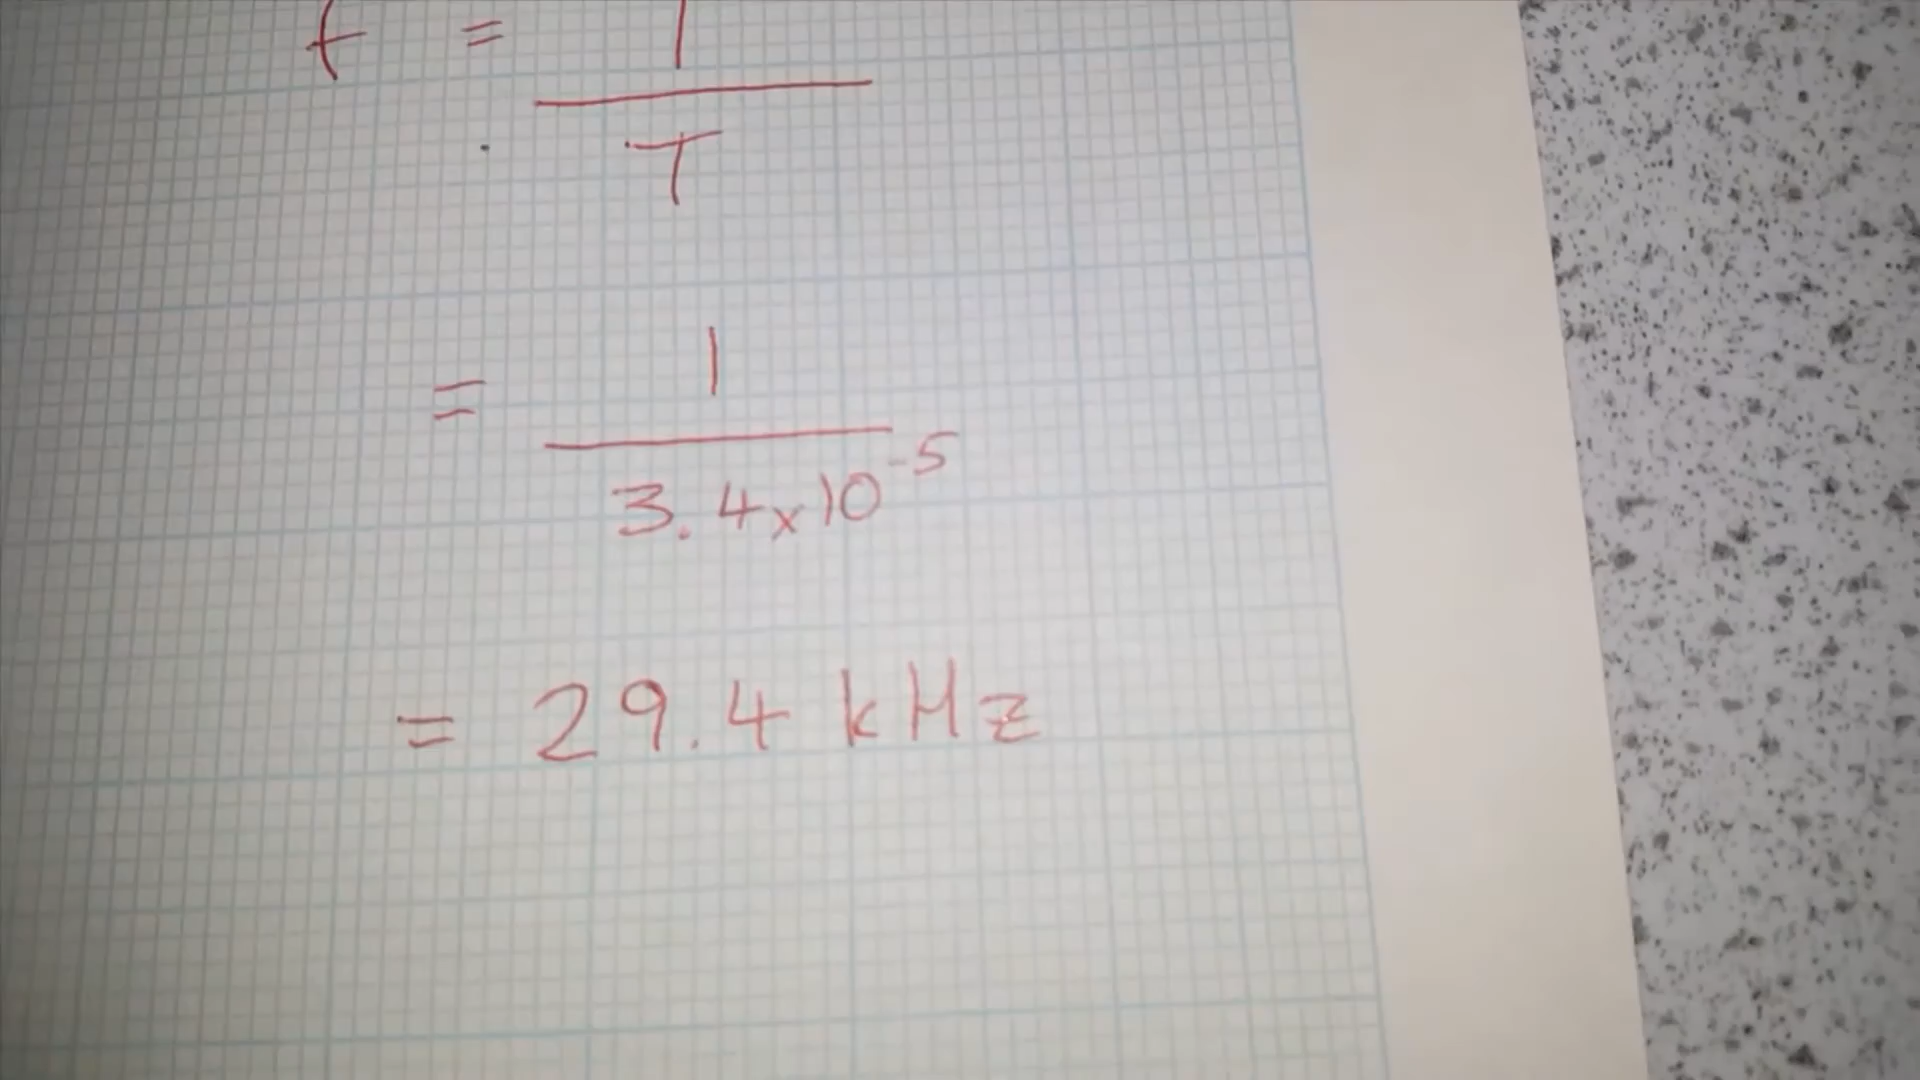 f = 1
T
= 1
3.4x10⁻⁵
= 29.4 kHz